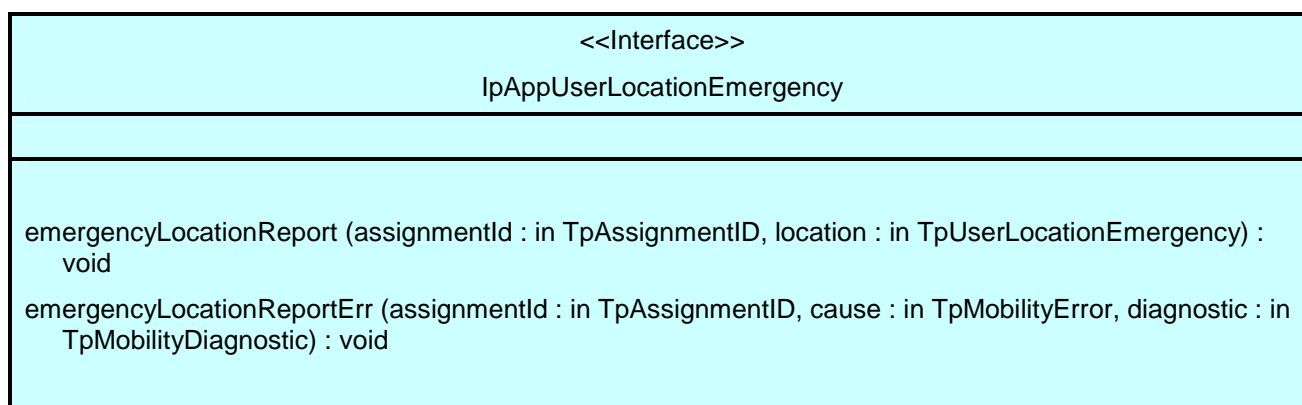 <<Interface>>
IpAppUserLocationEmergency
emergencyLocationReport (assignmentId : in TpAssignmentID, location : in TpUserLocationEmergency) :
void
emergencyLocationReportErr (assignmentId : in TpAssignmentID, cause : in TpMobilityError, diagnostic : in
TpMobilityDiagnostic) : void